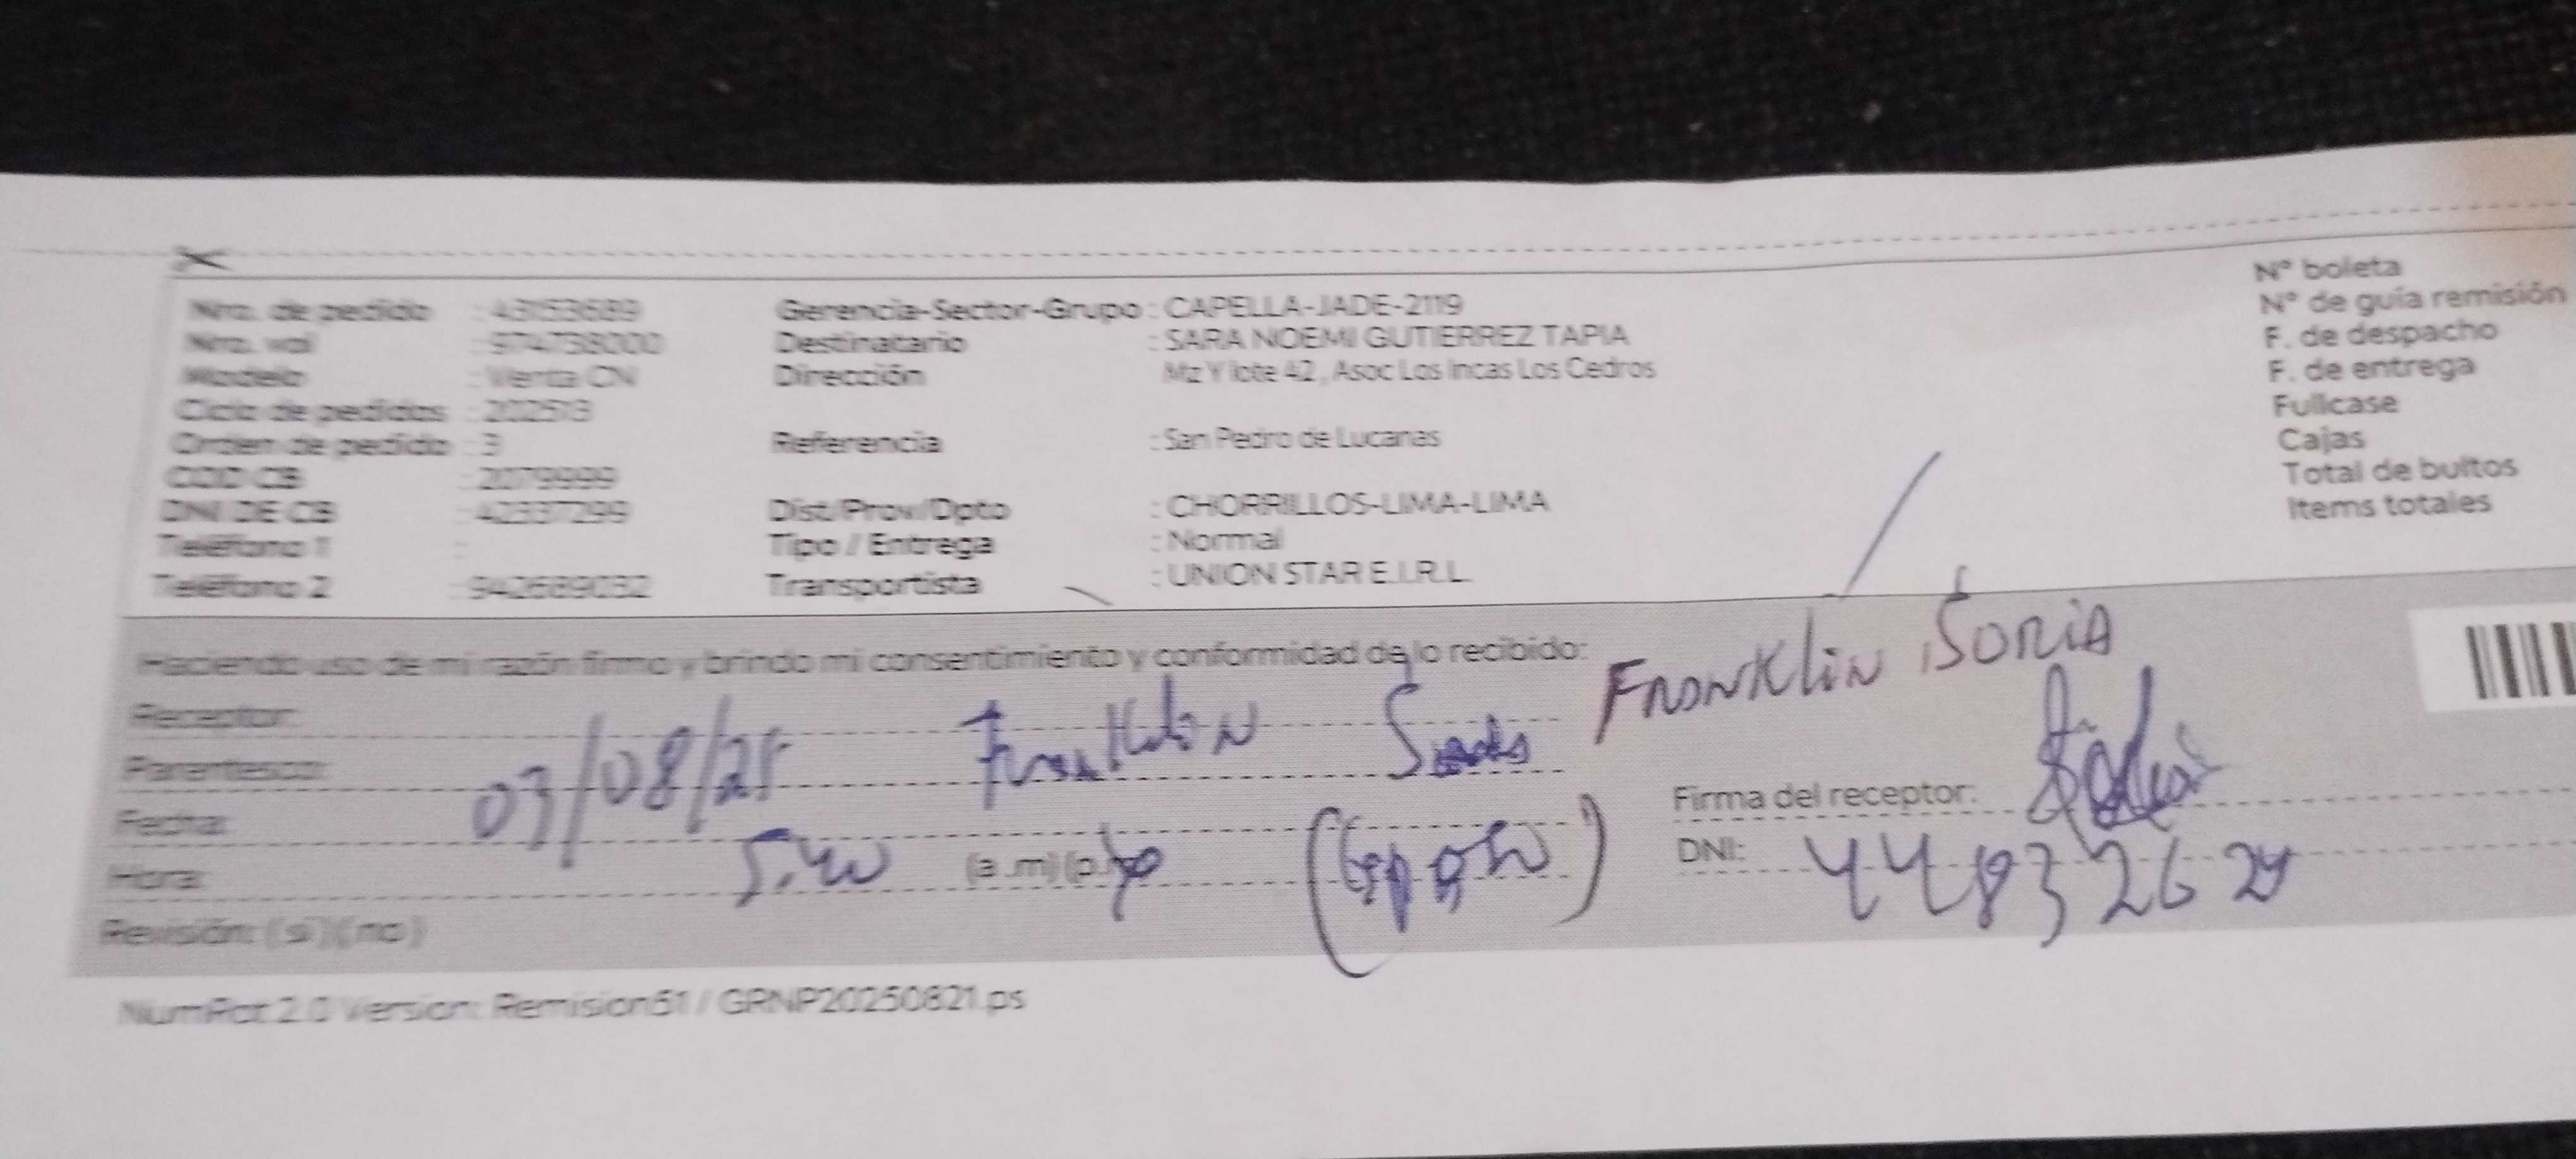 Nro. de pedido : 43153689 Gerencia-Sector-Grupo : CAPELLA-JADE-2119 N° boleta
Nro. vol : 974738000 Destinatario : SARA NOEMI GUTIERREZ TAPIA N° de guía remisión
Modelo : Venta CN Dirección Mz Y lote 42 , Asoc Los Incas Los Cedros F. de despacho
Ciclo de pedidos : 202513 F. de entrega
Orden de pedido : 3 Referencia : San Pedro de Lucanas Fullcase
COD CB : 2079999 Cajas
DNI DE CB : 42337299 Dist/Prov/Dpto : CHORRILLOS-LIMA-LIMA Total de bultos
Teléfono 1 : Tipo / Entrega : Normal Items totales
Teléfono 2 : 942689032 Transportista : UNION STAR E.I.R.L.
Haciendo uso de mi razón firmo y brindo mi consentimiento y conformidad de lo recibido: Franklin Soria
Receptor: Franklin
Parentesco:
Fecha: 03/08/25 Firma del receptor:
Hora: (a.m) DNI:
Revisión: ( si ) ( no )
NumRot 2.0 Version: Remision51 / GRNP20250821.ps